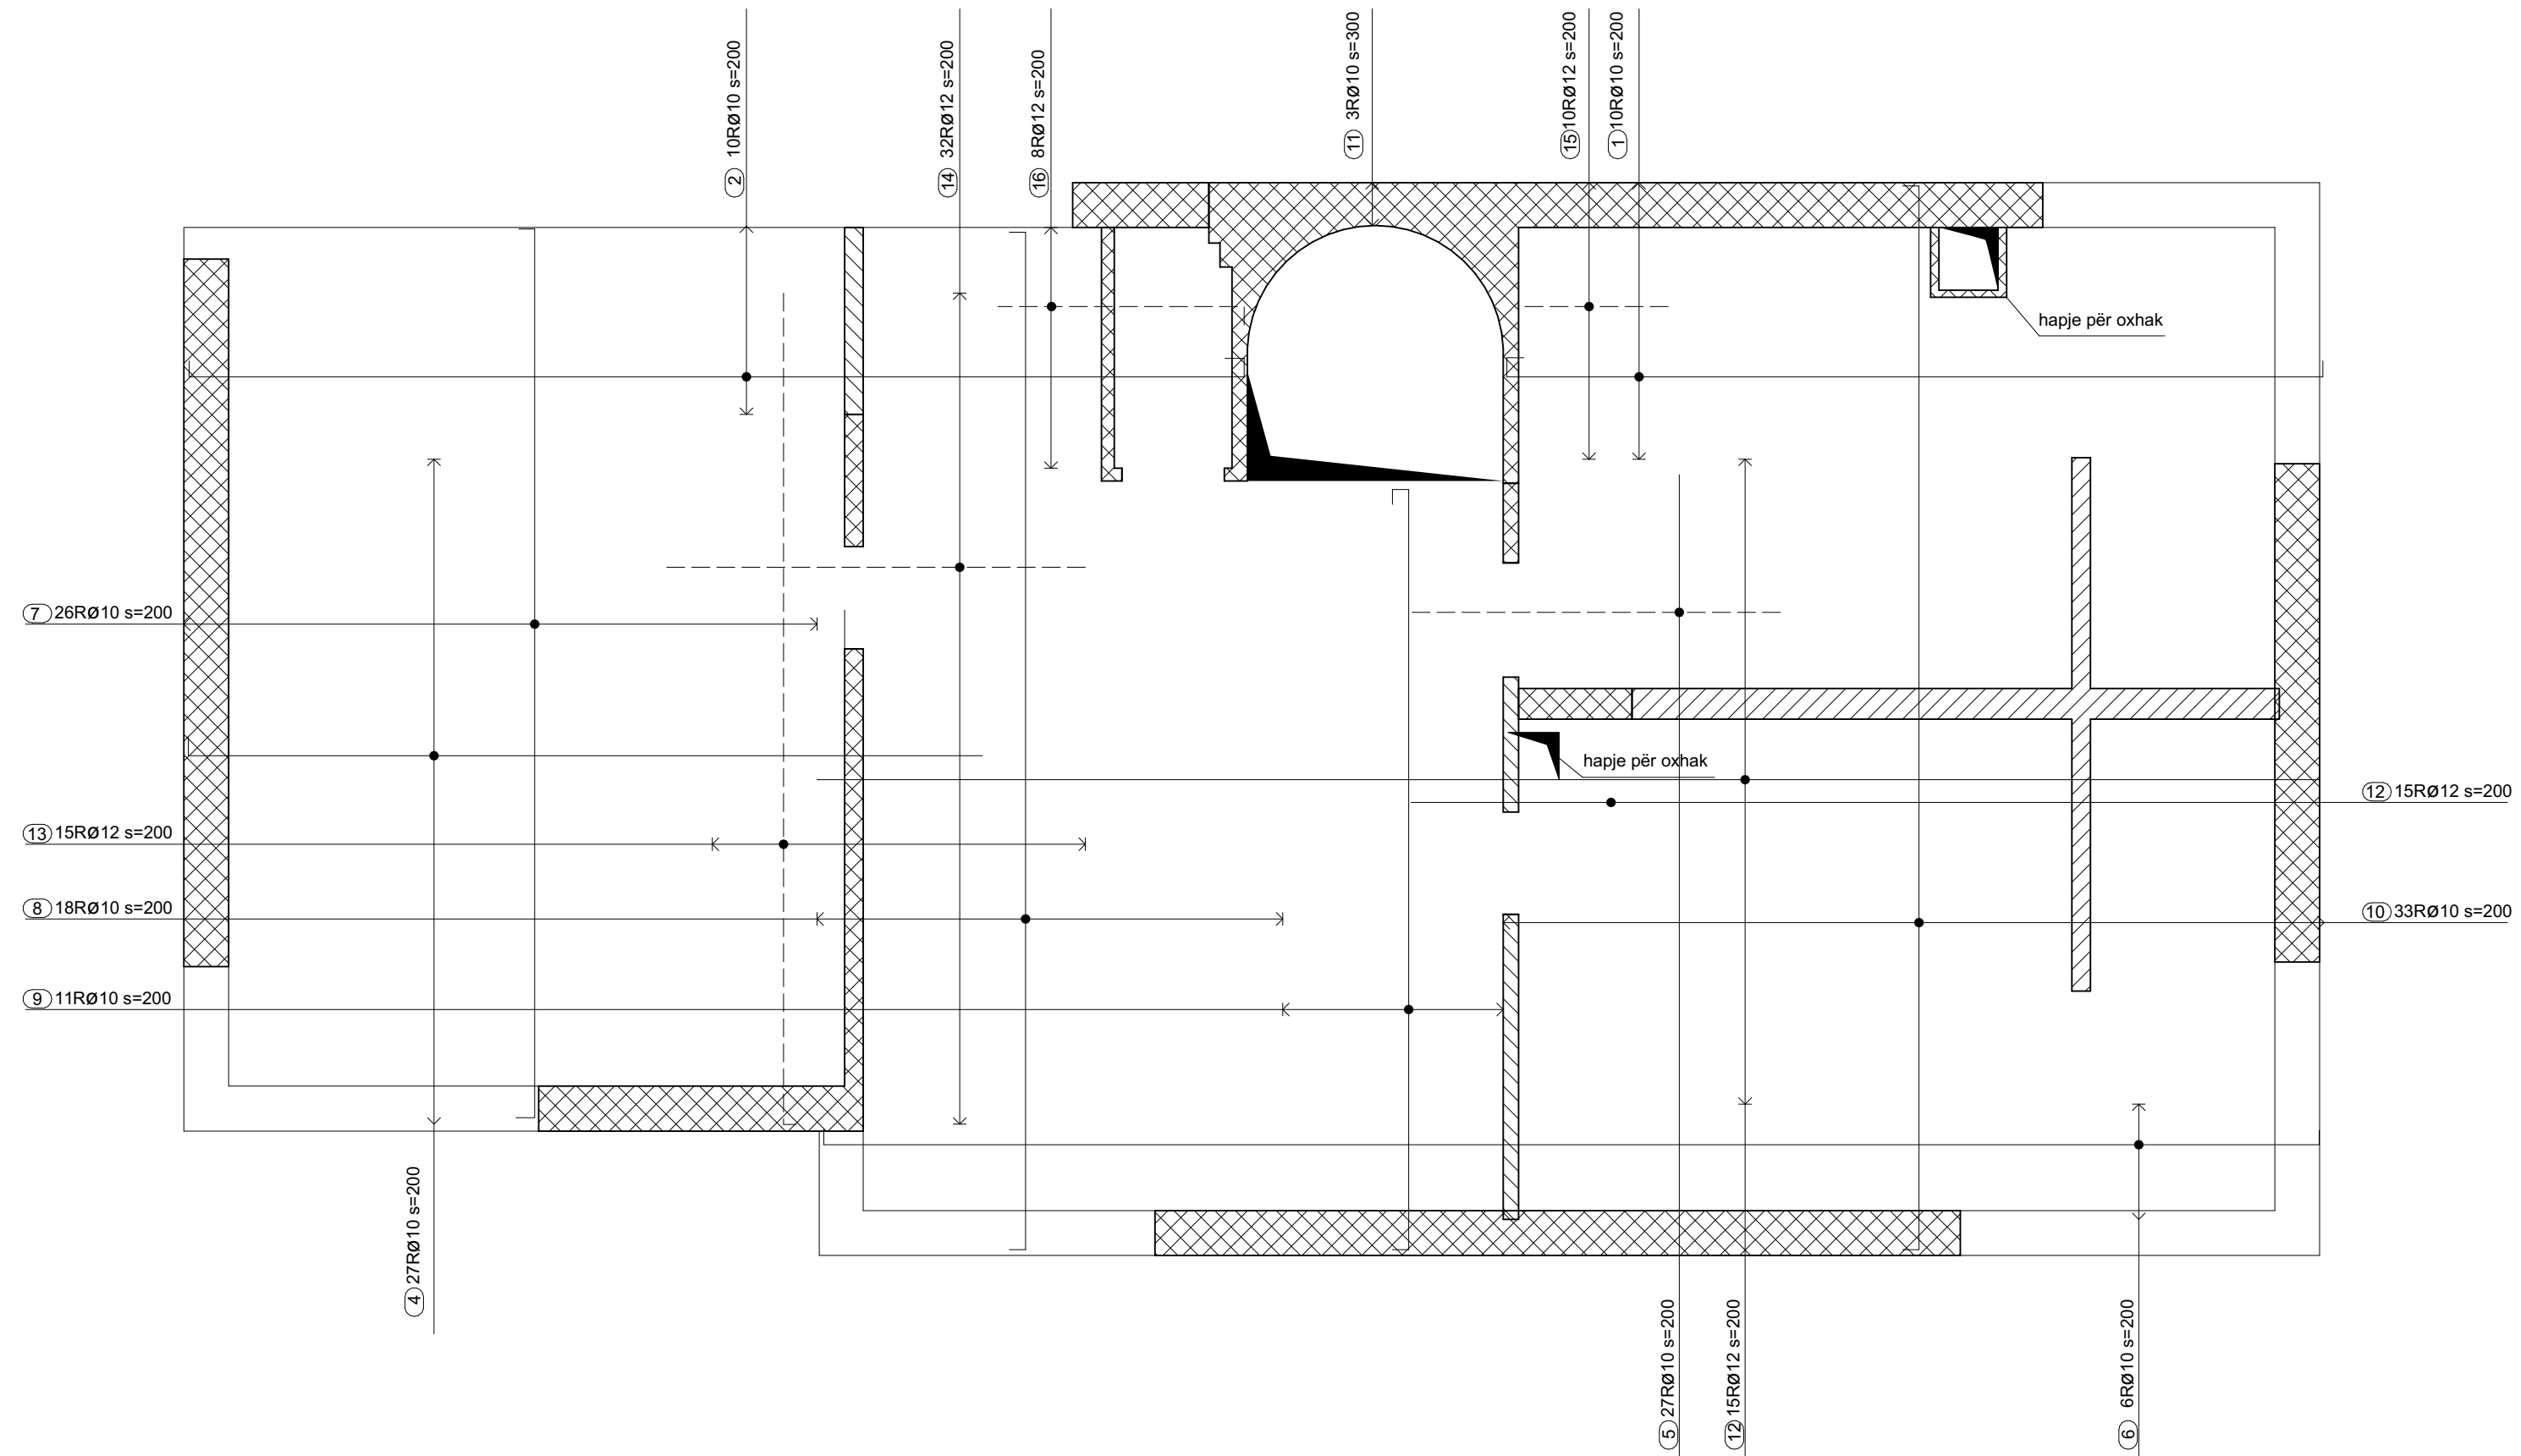 2 10RØ10 s=200
14 32RØ12 s=200
16 8RØ12 s=200
11 3RØ10 s=300
15 10RØ12 s=200
1 10RØ10 s=200
hapje për oxhak
7 26RØ10 s=200
hapje për oxhak
12 15RØ12 s=200
13 15RØ12 s=200
8 18RØ10 s=200
10 33RØ10 s=200
9 11RØ10 s=200
4 27RØ10 s=200
5 27RØ10 s=200
12 15RØ12 s=200
6 6RØ10 s=200